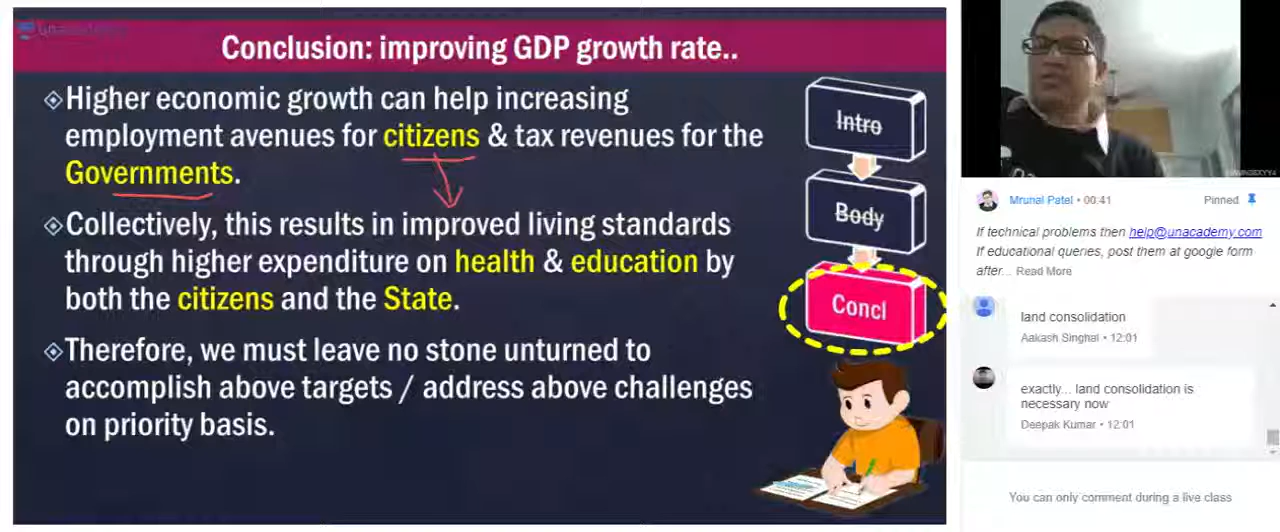 unacademy
Conclusion: improving GDP growth rate..
Higher economic growth can help increasing
employment avenues for citizens & tax revenues for the
Governments.
Collectively, this results in improved living standards
through higher expenditure on health & education by
both the citizens and the State.
Therefore, we must leave no stone unturned to
accomplish above targets / address above challenges
on priority basis.
Intro
Body
Concl
Mrunal Patel • 00:41
Pinned
If technical problems then help@unacademy.com
If educational queries, post them at google form
after... Read More
land consolidation
Aakash Singhal • 12:01
exactly... land consolidation is
necessary now
Deepak Kumar • 12:01
You can only comment during a live class